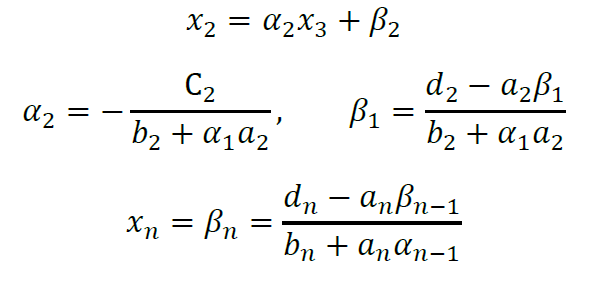 x₂ = α₂x₃ + β₂
α₂ = − C₂ / (b₂ + α₁a₂), β₁ = (d₂ − a₂β₁) / (b₂ + α₁a₂)
xₙ = βₙ = (dₙ − aₙβₙ₋₁) / (bₙ + aₙαₙ₋₁)